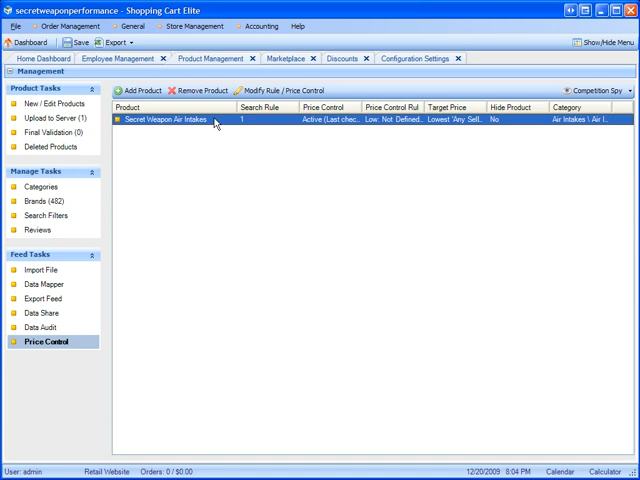 secretweaponperformance - Shopping Cart Elite
File Order Management General Store Management Accounting Help
Dashboard Save Export Show/Hide Menu
Home Dashboard Employee Management Product Management Marketplace Discounts Configuration Settings
Management
Product Tasks
New / Edit Products
Upload to Server (1)
Final Validation (0)
Deleted Products
Manage Tasks
Categories
Brands (482)
Search Filters
Reviews
Feed Tasks
Import File
Data Mapper
Export Feed
Data Share
Data Audit
Price Control
Add Product Remove Product Modify Rule / Price Control Competition Spy
Product Search Rule Price Control Price Control Rul Target Price Hide Product Category
Secret Weapon Air Intakes 1 Active (Last chec... Low: Not Defined... Lowest 'Any Sell... No Air Intakes \ Air I...
User: admin Retail Website Orders: 0 / $0.00 12/20/2009 8:04 PM Calendar Calculator